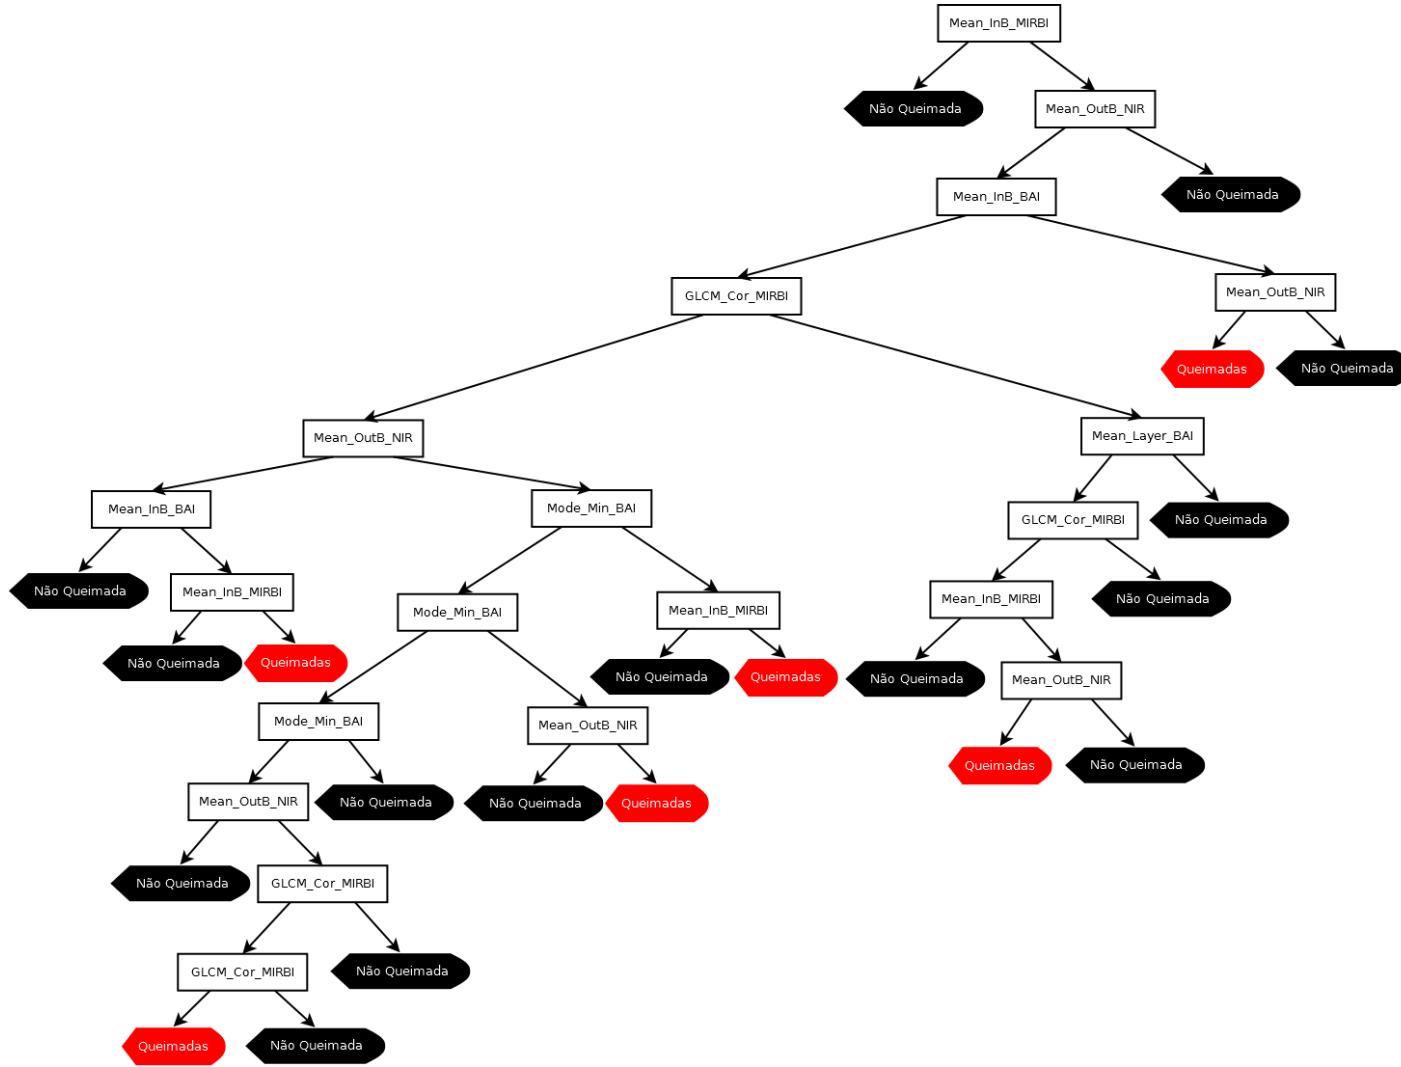 Mean_InB_MIRBI
Não Queimada
Mean_OutB_NIR
Mean_InB_BAI
Não Queimada
GLCM_Cor_MIRBI
Mean_OutB_NIR
Queimadas
Não Queimada
Mean_OutB_NIR
Mean_Layer_BAI
Mean_InB_BAI
Mode_Min_BAI
GLCM_Cor_MIRBI
Não Queimada
Não Queimada
Mean_InB_MIRBI
Mode_Min_BAI
Mean_InB_MIRBI
Mean_InB_MIRBI
Não Queimada
Não Queimada
Queimadas
Não Queimada
Queimadas
Não Queimada
Mean_OutB_NIR
Mode_Min_BAI
Mean_OutB_NIR
Queimadas
Não Queimada
Mean_OutB_NIR
Não Queimada
Não Queimada
Queimadas
Não Queimada
GLCM_Cor_MIRBI
GLCM_Cor_MIRBI
Não Queimada
Queimadas
Não Queimada